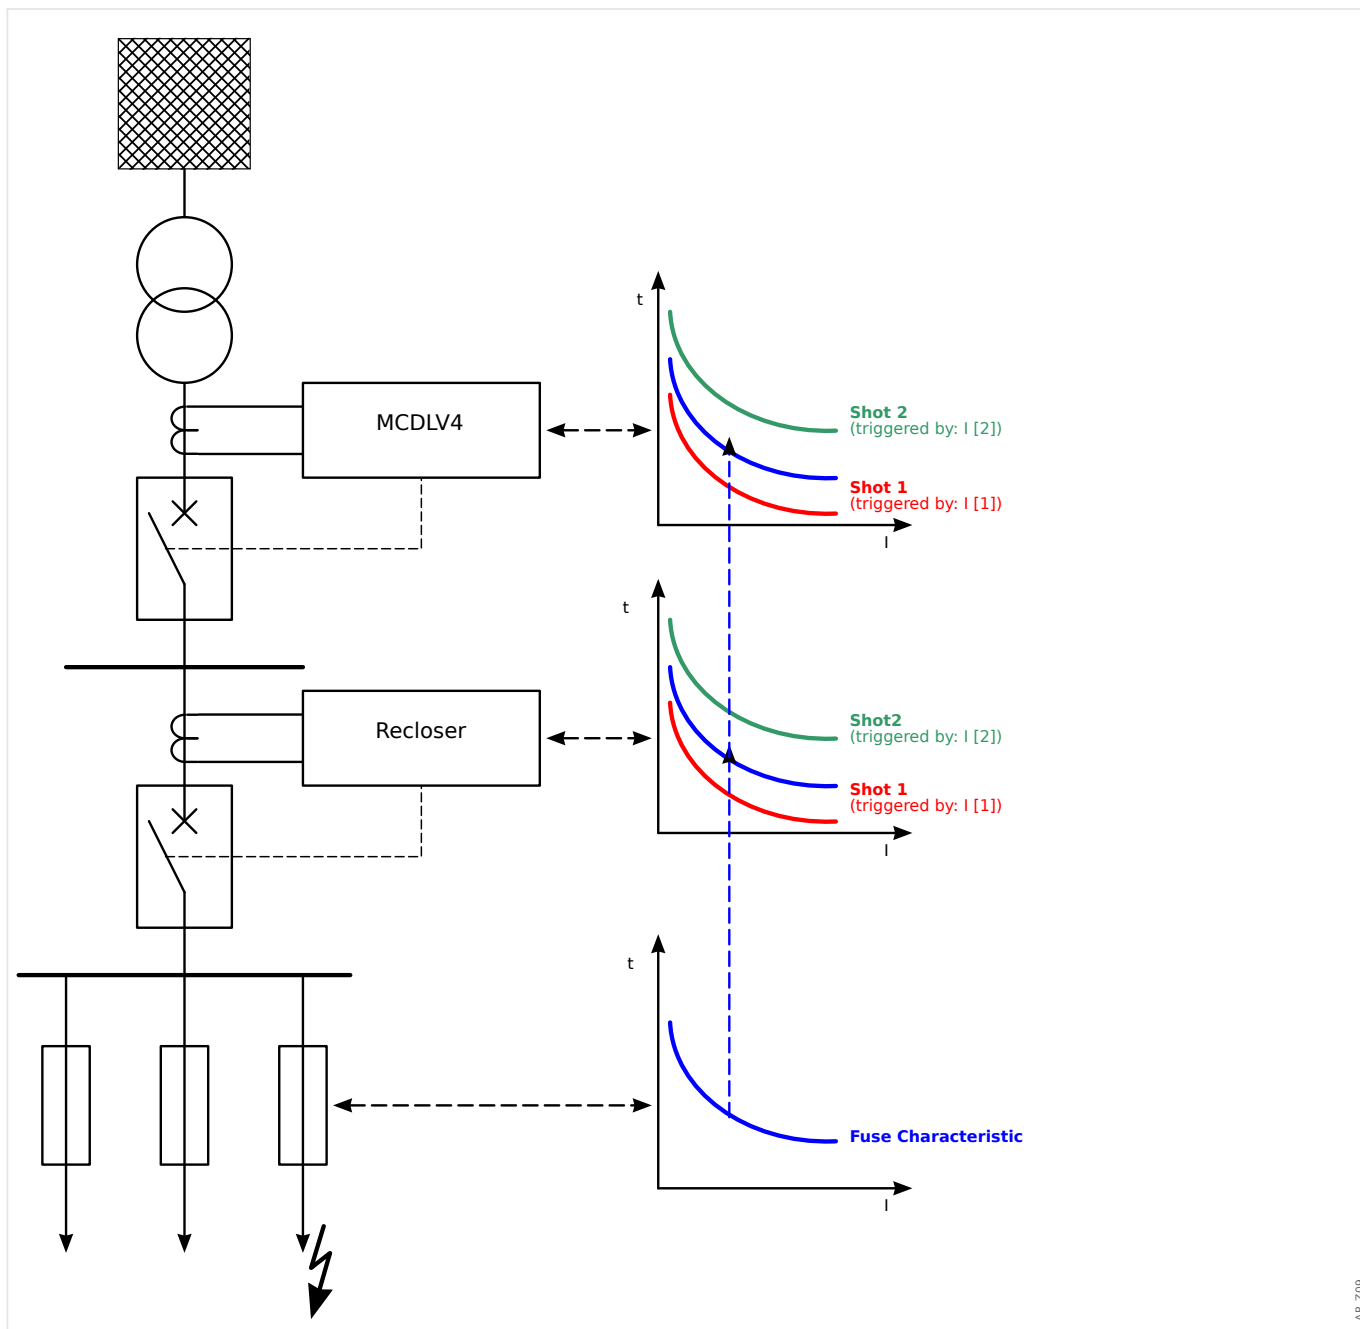 t
MCDLV4
Shot 2
(triggered by: I [2])
Shot 1
(triggered by: I [1])
I
t
Recloser
Shot2
(triggered by: I [2])
Shot 1
(triggered by: I [1])
I
t
Fuse Characteristic
I